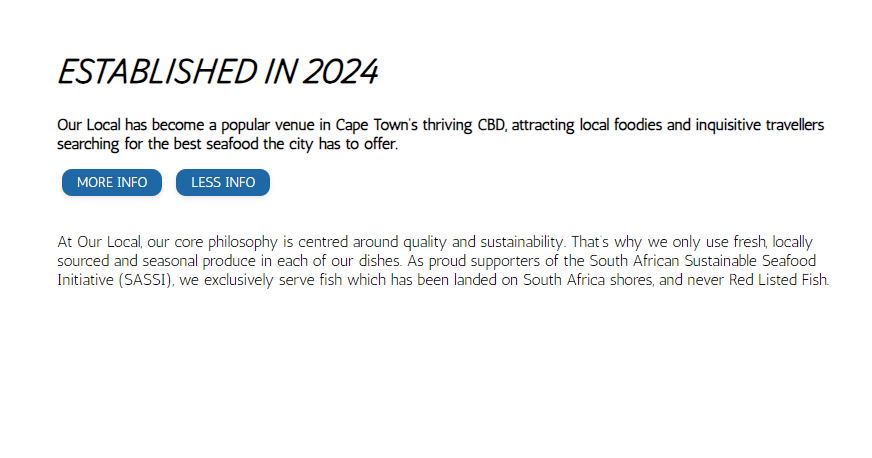 ESTABLISHED IN 2024
Our Local has become a popular venue in Cape Town's thriving CBD, attracting local foodies and inquisitive travellers
searching for the best seafood the city has to offer.
MORE INFO LESS INFO
At Our Local, our core philosophy is centred around quality and sustainability. That's why we only use fresh, locally
sourced and seasonal produce in each of our dishes. As proud supporters of the South African Sustainable Seafood
Initiative (SASSI), we exclusively serve fish which has been landed on South Africa shores, and never Red Listed Fish.